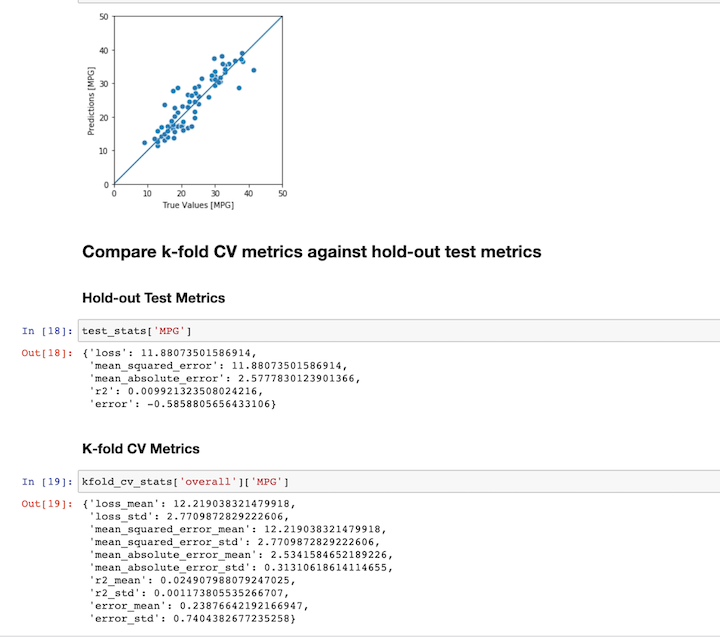 50
40
30
20
10
0
Predictions [MPG]
0 10 20 30 40 50
True Values [MPG]
Compare k-fold CV metrics against hold-out test metrics
Hold-out Test Metrics
In [18]: test_stats['MPG']
Out[18]: {'loss': 11.88073501586914,
'mean_squared_error': 11.88073501586914,
'mean_absolute_error': 2.5777830123901366,
'r2': 0.009921323508024216,
'error': -0.5858805656433106}
K-fold CV Metrics
In [19]: kfold_cv_stats['overall']['MPG']
Out[19]: {'loss_mean': 12.219038321479918,
'loss_std': 2.7709872829222606,
'mean_squared_error_mean': 12.219038321479918,
'mean_squared_error_std': 2.7709872829222606,
'mean_absolute_error_mean': 2.5341584652189226,
'mean_absolute_error_std': 0.31310618614114655,
'r2_mean': 0.024907988079247025,
'r2_std': 0.001173805535266707,
'error_mean': 0.23876642192166947,
'error_std': 0.7404382677235258}